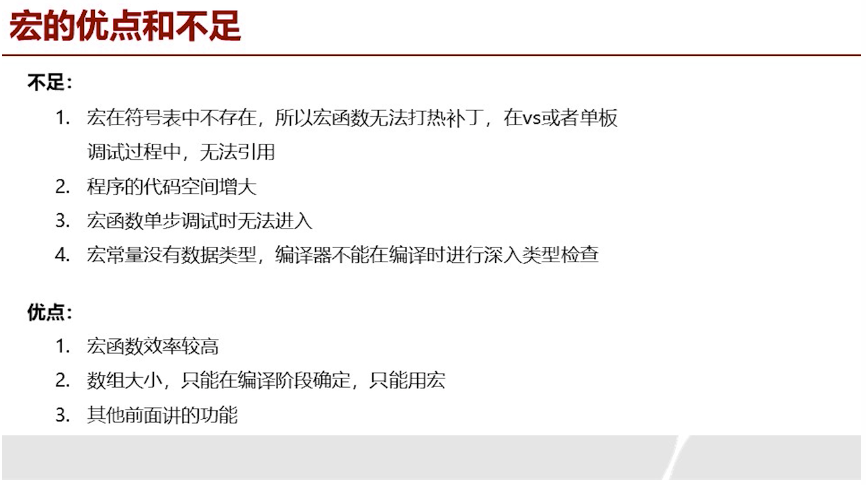 宏的优点和不足
不足：
1. 宏在符号表中不存在，所以宏函数无法打热补丁，在vs或者单板
调试过程中，无法引用
2. 程序的代码空间增大
3. 宏函数单步调试时无法进入
4. 宏常量没有数据类型，编译器不能在编译时进行深入类型检查
优点：
1. 宏函数效率较高
2. 数组大小，只能在编译阶段确定，只能用宏
3. 其他前面讲的功能